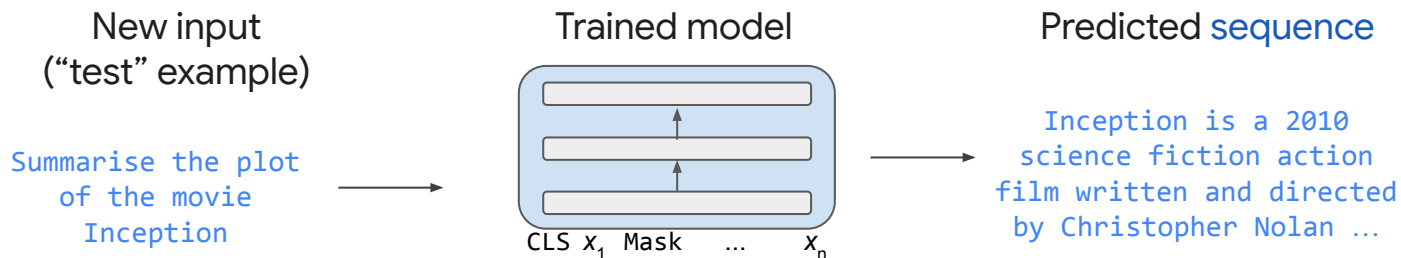 New input
(“test” example)
Summarise the plot
of the movie
Inception
Trained model
CLS x₁ Mask ... xₙ
Predicted sequence
Inception is a 2010
science fiction action
film written and directed
by Christopher Nolan …